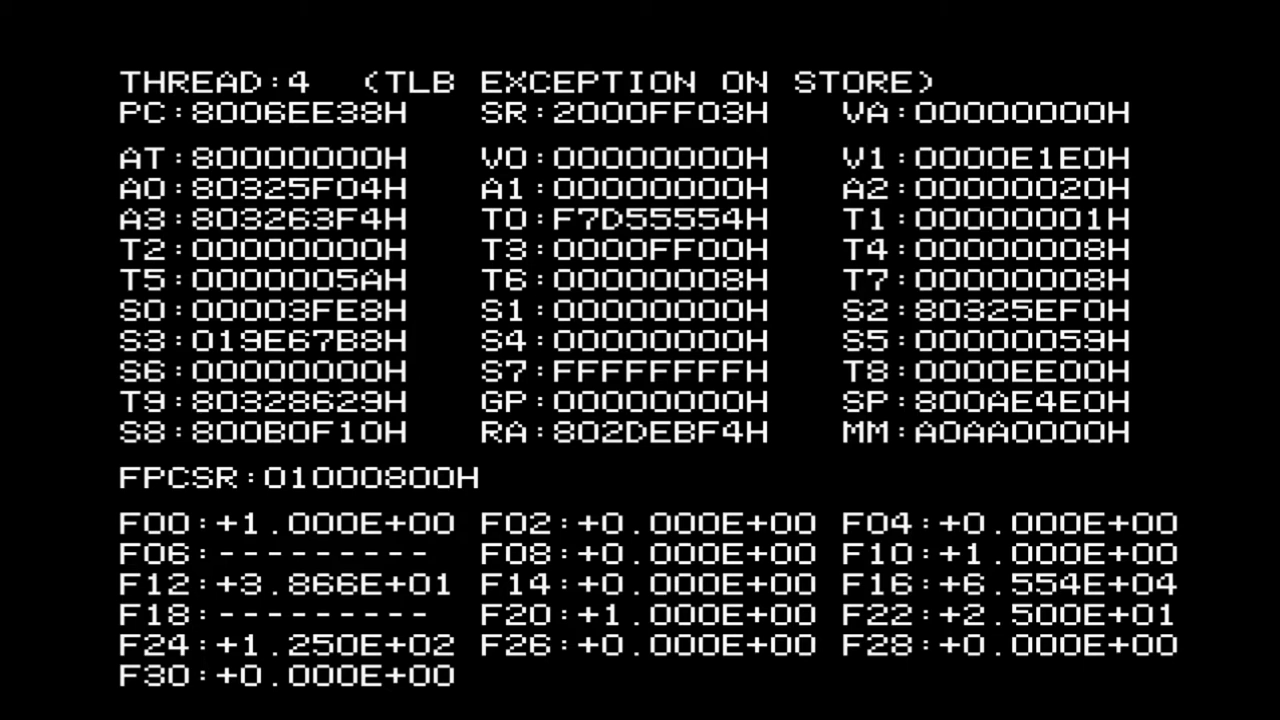 THREAD:4 (TLB EXCEPTION ON STORE)
PC:8006EE38H SR:2000FF03H VA:00000000H
AT:80000000H V0:00000000H V1:0000E1E0H
A0:80325F04H A1:00000000H A2:00000020H
A3:803263F4H T0:F7D55554H T1:00000001H
T2:00000000H T3:0000FF00H T4:00000008H
T5:0000005AH T6:00000008H T7:00000008H
S0:00003FE8H S1:00000000H S2:80325EF0H
S3:019E67B8H S4:00000000H S5:00000059H
S6:00000000H S7:FFFFFFFFH T8:0000EE00H
T9:80328629H GP:00000000H SP:800AE4E0H
S8:800B0F10H RA:802DEBF4H MM:A0AA0000H
FPCSR:01000800H
F00:+1.000E+00 F02:+0.000E+00 F04:+0.000E+00
F06:--------- F08:+0.000E+00 F10:+1.000E+00
F12:+3.866E+01 F14:+0.000E+00 F16:+6.554E+04
F18:--------- F20:+1.000E+00 F22:+2.500E+01
F24:+1.250E+02 F26:+0.000E+00 F28:+0.000E+00
F30:+0.000E+00